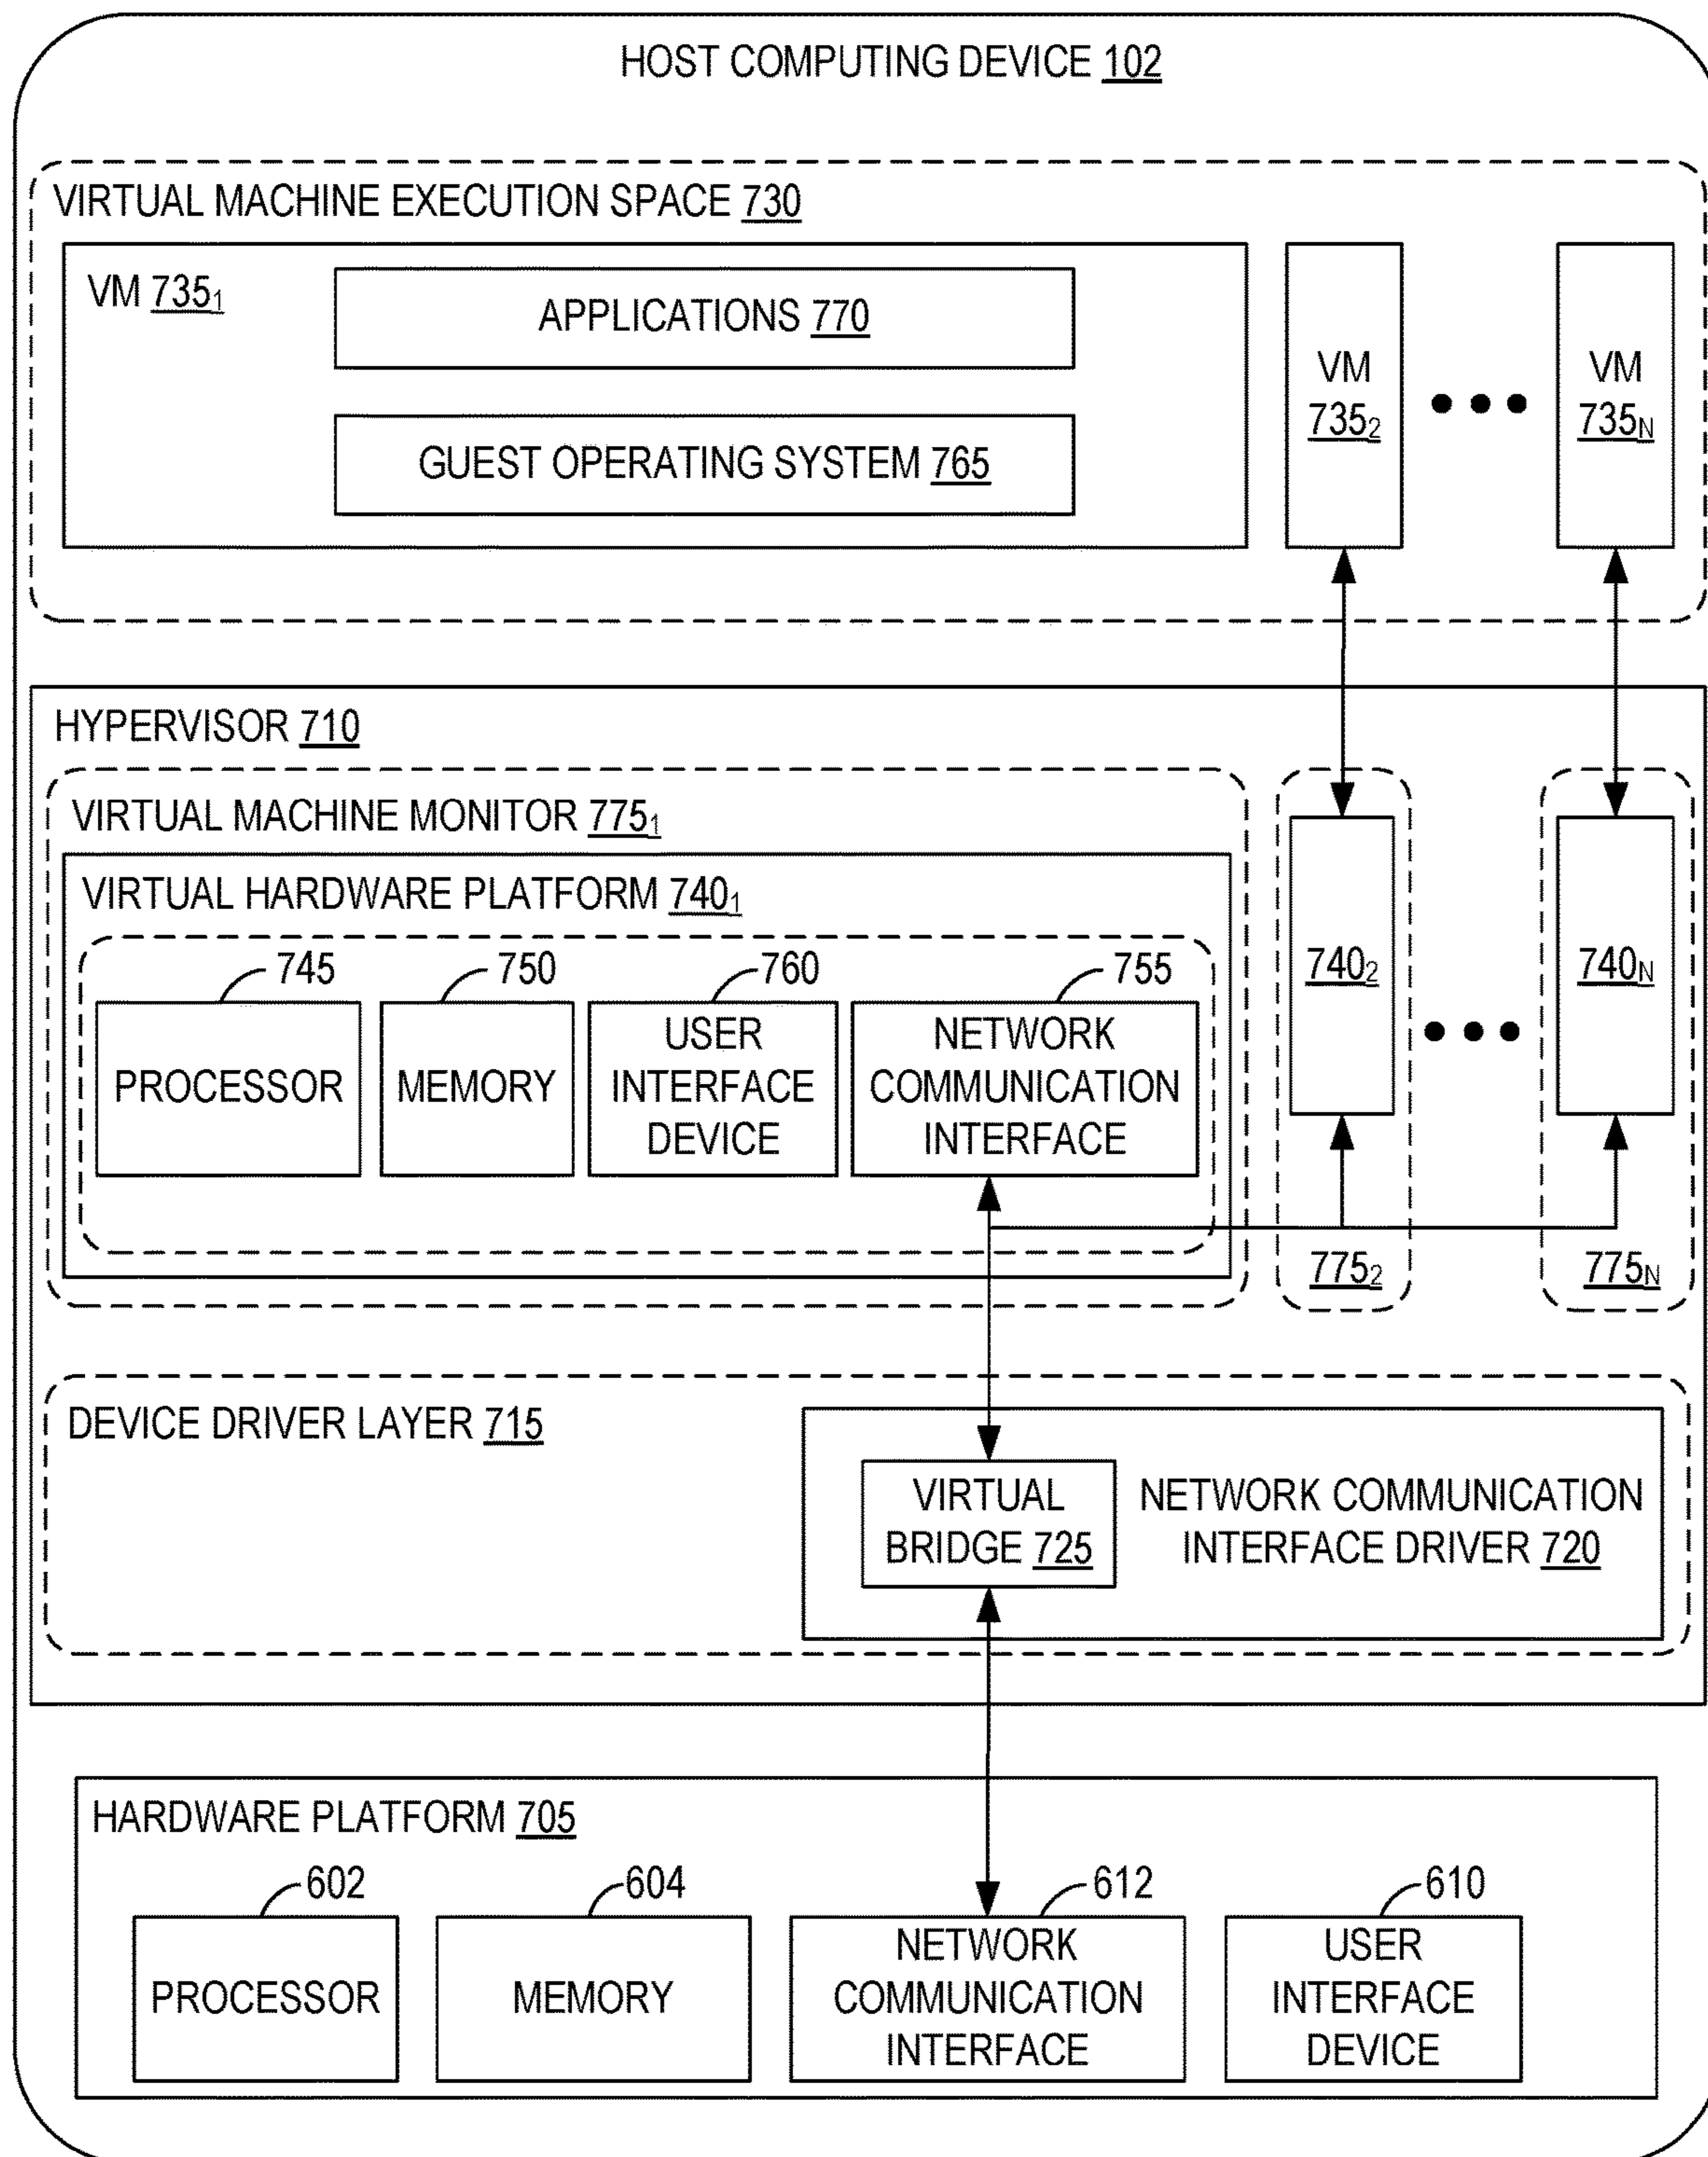 HOST COMPUTING DEVICE 102
VIRTUAL MACHINE EXECUTION SPACE 730
VM 735₁
APPLICATIONS 770
GUEST OPERATING SYSTEM 765
VM
735₂
VM
735N
HYPERVISOR 710
VIRTUAL MACHINE MONITOR 775₁
VIRTUAL HARDWARE PLATFORM 740₁
745
PROCESSOR
750
MEMORY
760
USER
INTERFACE
DEVICE
755
NETWORK
COMMUNICATION
INTERFACE
740₂
740N
775₂
775N
DEVICE DRIVER LAYER 715
VIRTUAL
BRIDGE 725
NETWORK COMMUNICATION
INTERFACE DRIVER 720
HARDWARE PLATFORM 705
602
PROCESSOR
604
MEMORY
612
NETWORK
COMMUNICATION
INTERFACE
610
USER
INTERFACE
DEVICE